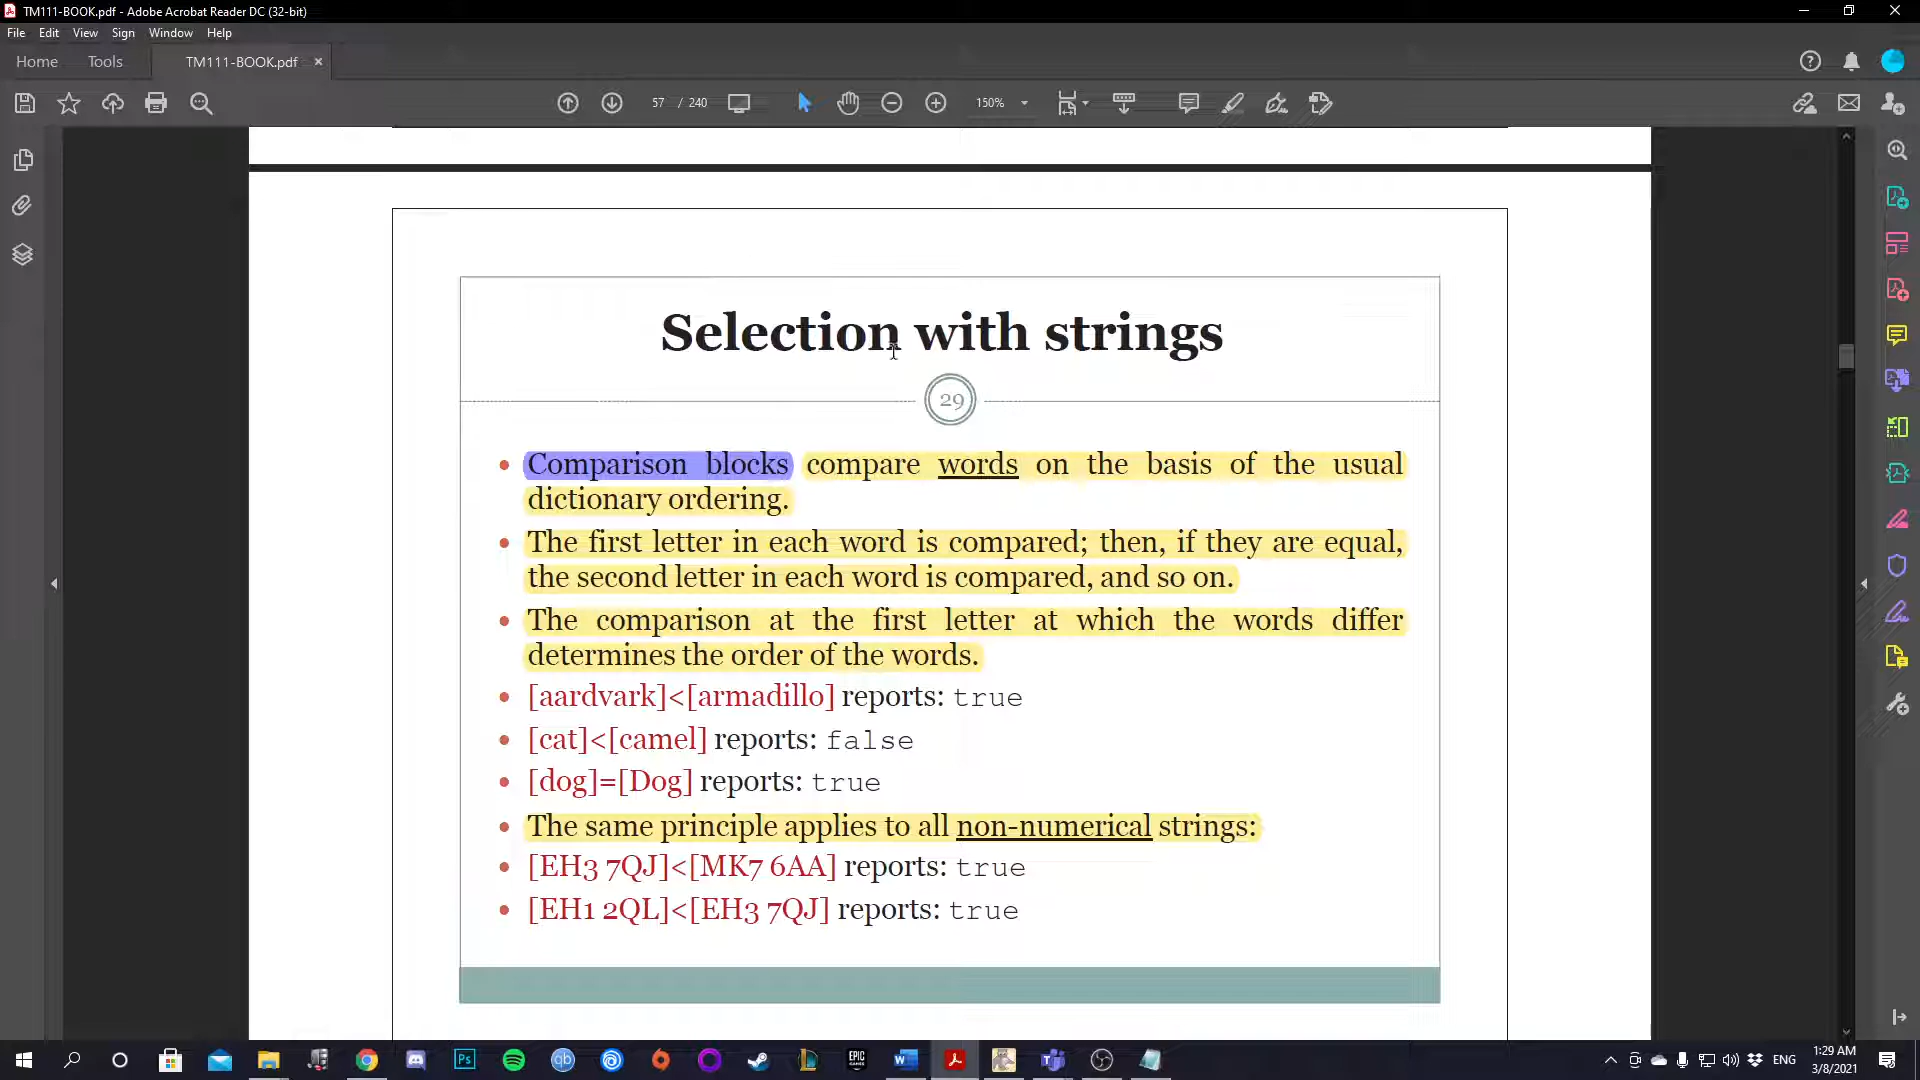 TM111-BOOK.pdf - Adobe Acrobat Reader DC (32-bit)
File Edit View Sign Window Help
Home Tools TM111-BOOK.pdf
57 / 240 150%
Selection with strings
29
• Comparison blocks compare words on the basis of the usual
dictionary ordering.
• The first letter in each word is compared; then, if they are equal,
the second letter in each word is compared, and so on.
• The comparison at the first letter at which the words differ
determines the order of the words.
• [aardvark]<[armadillo] reports: true
• [cat]<[camel] reports: false
• [dog]=[Dog] reports: true
• The same principle applies to all non-numerical strings:
• [EH3 7QJ]<[MK7 6AA] reports: true
• [EH1 2QL]<[EH3 7QJ] reports: true
Ps
qb
EPIC GAMES
ENG
1:29 AM
3/8/2021